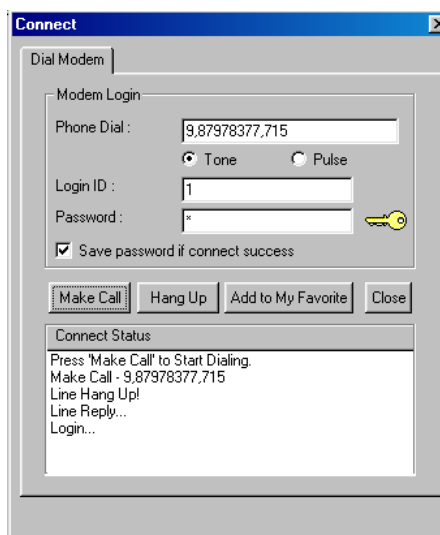 Connect
Dial Modem
Modem Login
Phone Dial : 9,87978377,715
Tone Pulse
Login ID : 1
Password : *
Save password if connect success
Make Call Hang Up Add to My Favorite Close
Connect Status
Press 'Make Call' to Start Dialing.
Make Call - 9,87978377,715
Line Hang Up!
Line Reply...
Login...